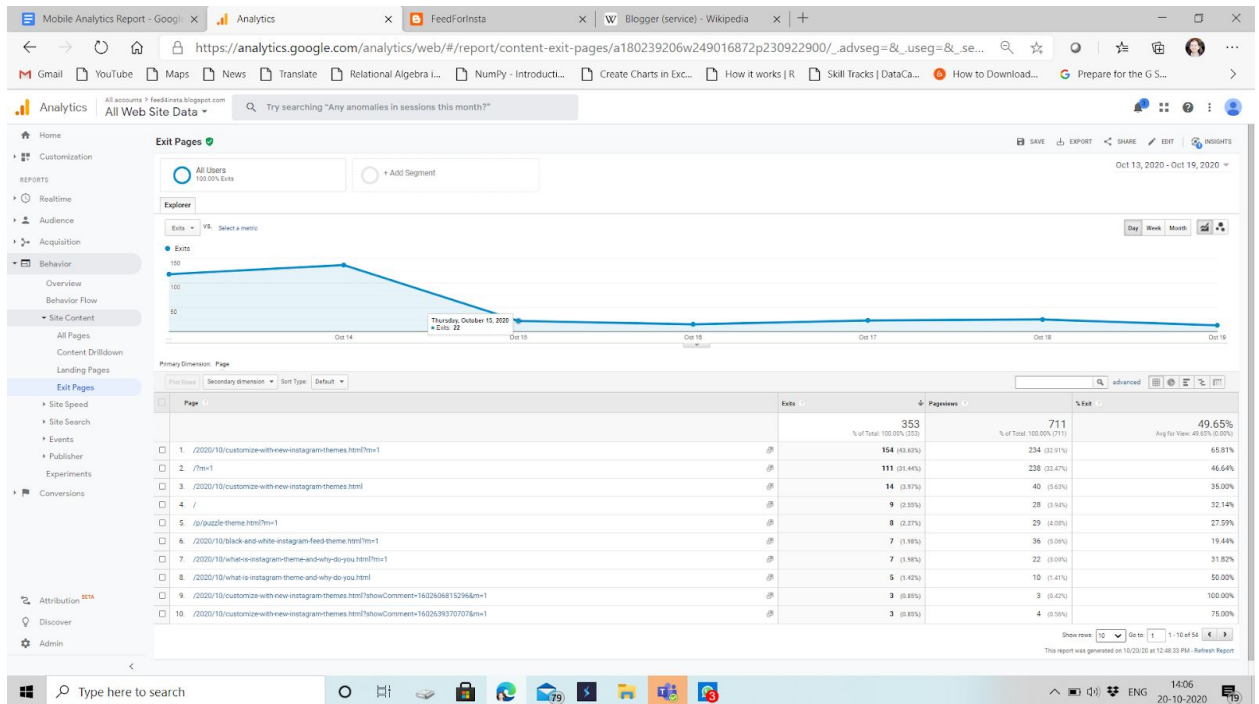 Mobile Analytics Report - Googl
Analytics
FeedForInsta
Blogger (service) - Wikipedia
https://analytics.google.com/analytics/web/#/report/content-exit-pages/a180239206w249016872p230922900/_.advseg=&_.useg=&_.se...
Gmail YouTube Maps News Translate Relational Algebra i... NumPy - Introducti... Create Charts in Exc... How it works | R Skill Tracks | DataCa... How to Download... Prepare for the G S...
Analytics
All accounts > feed4insta.blogspot.com
All Web Site Data
Try searching "Any anomalies in sessions this month?"
Home
Customization
REPORTS
Realtime
Audience
Acquisition
Behavior
Overview
Behavior Flow
Site Content
All Pages
Content Drilldown
Landing Pages
Exit Pages
Site Speed
Site Search
Events
Publisher
Experiments
Conversions
Attribution BETA
Discover
Admin
Exit Pages
SAVE EXPORT SHARE EDIT INSIGHTS
All Users
100.00% Exits
+ Add Segment
Oct 13, 2020 - Oct 19, 2020
Explorer
Exits VS. Select a metric
Day Week Month
Exits
150
100
50
Thursday, October 15, 2020
Exits: 22
... Oct 14 Oct 15 Oct 16 Oct 17 Oct 18 Oct 19
Primary Dimension: Page
Plot Rows Secondary dimension Sort Type: Default advanced
Page Exits Pageviews % Exit
353 711 49.65%
% of Total: 100.00% (353) % of Total: 100.00% (711) Avg for View: 49.65% (0.00%)
1. /2020/10/customize-with-new-instagram-themes.html?m=1 154 (43.63%) 234 (32.91%) 65.81%
2. /?m=1 111 (31.44%) 238 (33.47%) 46.64%
3. /2020/10/customize-with-new-instagram-themes.html 14 (3.97%) 40 (5.63%) 35.00%
4. / 9 (2.55%) 28 (3.94%) 32.14%
5. /p/puzzle-theme.html?m=1 8 (2.27%) 29 (4.08%) 27.59%
6. /2020/10/black-and-white-instagram-feed-theme.html?m=1 7 (1.98%) 36 (5.06%) 19.44%
7. /2020/10/what-is-instagram-theme-and-why-do-you.html?m=1 7 (1.98%) 22 (3.09%) 31.82%
8. /2020/10/what-is-instagram-theme-and-why-do-you.html 5 (1.42%) 10 (1.41%) 50.00%
9. /2020/10/customize-with-new-instagram-themes.html?showComment=1602606815296&m=1 3 (0.85%) 3 (0.42%) 100.00%
10. /2020/10/customize-with-new-instagram-themes.html?showComment=1602639370707&m=1 3 (0.85%) 4 (0.56%) 75.00%
Show rows: 10 Go to: 1 1 - 10 of 54
This report was generated on 10/20/20 at 12:48:33 PM - Refresh Report
Type here to search
79
3
ENG
14:06
20-10-2020
19